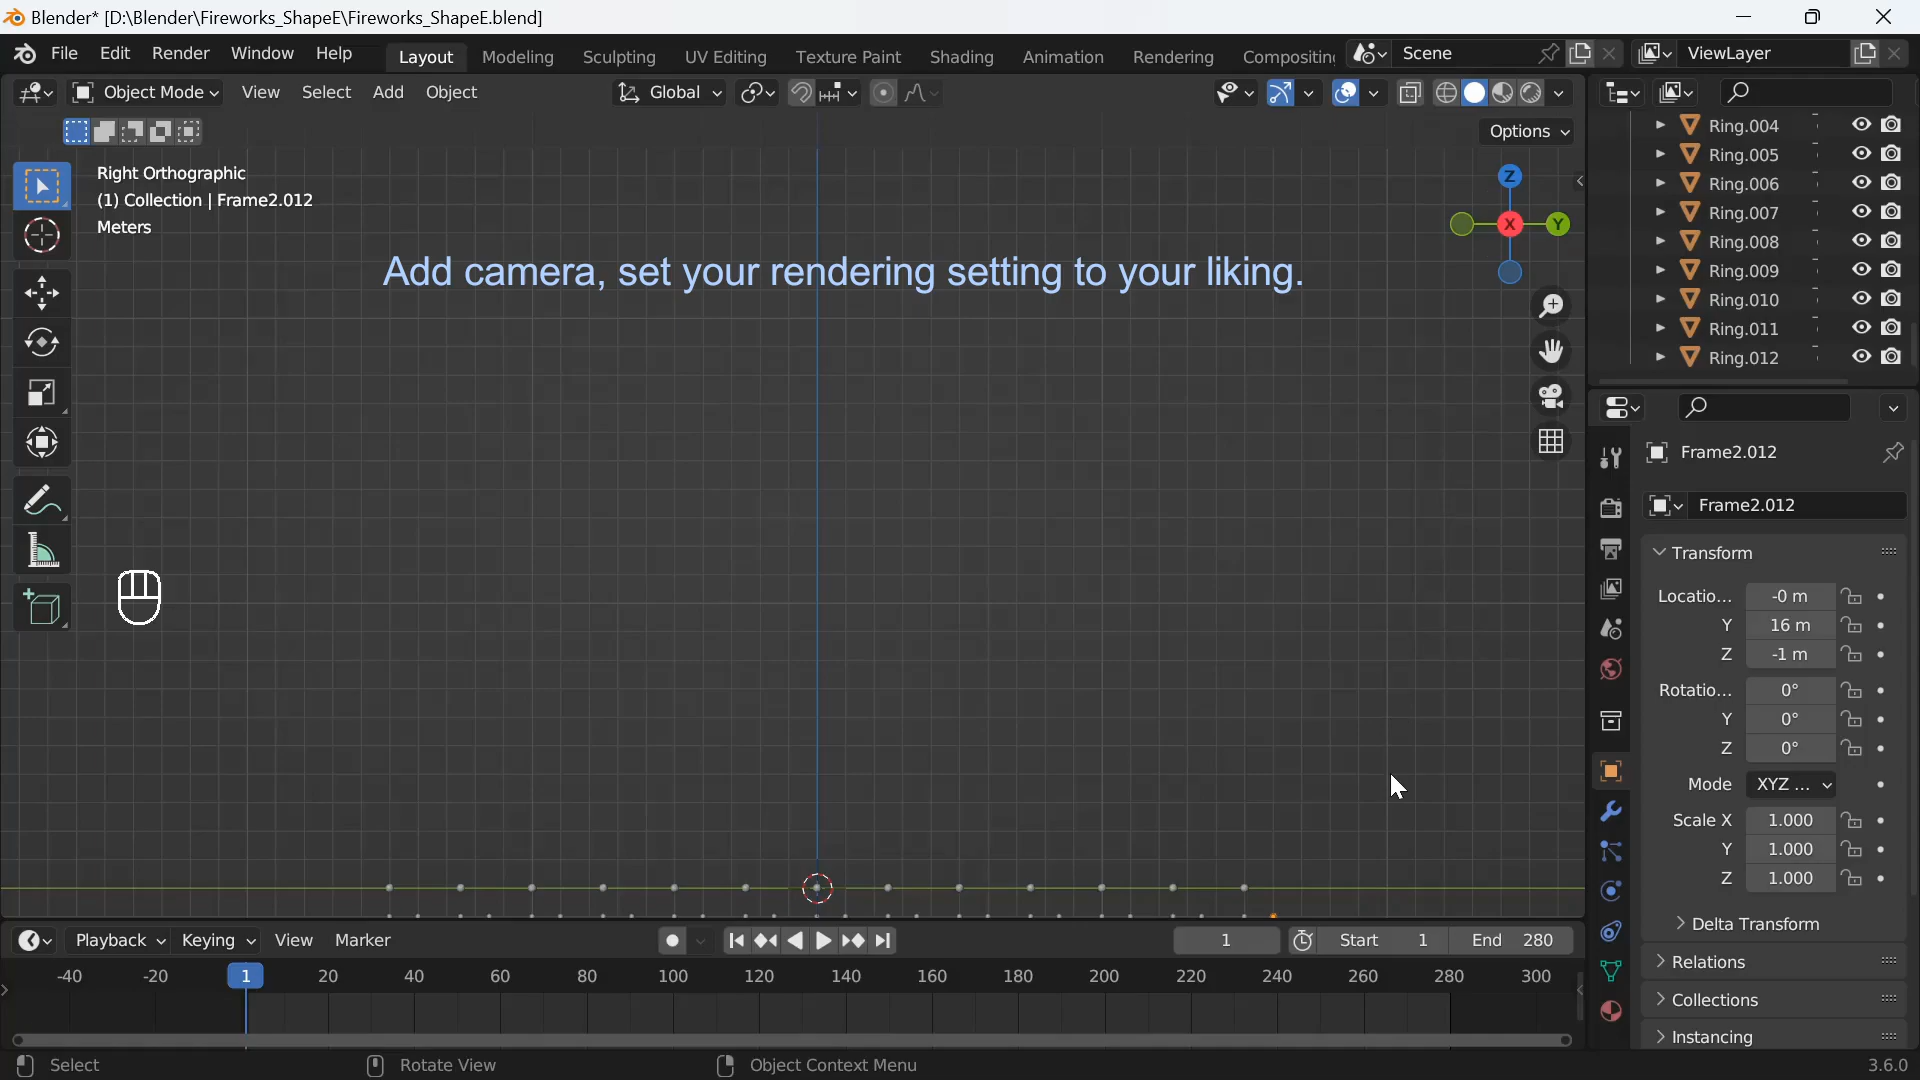 Blender* [D:\Blender\Fireworks_ShapeE\Fireworks_ShapeE.blend]
File Edit Render Window Help Layout Modeling Sculpting UV Editing Texture Paint Shading Animation Rendering Compositing Scene ViewLayer
Object Mode View Select Add Object Global
Options
Right Orthographic
(1) Collection | Frame2.012
Meters
Z
X
Y
Add camera, set your rendering setting to your liking.
Ring.004
Ring.005
Ring.006
Ring.007
Ring.008
Ring.009
Ring.010
Ring.011
Ring.012
Frame2.012
Frame2.012
Transform
Locatio... -0 m
Y 16 m
Z -1 m
Rotatio... 0°
Y 0°
Z 0°
Mode XYZ ...
Scale X 1.000
Y 1.000
Z 1.000
Delta Transform
Relations
Collections
Instancing
Playback Keying View Marker 1 Start 1 End 280
-40 -20 1 20 40 60 80 100 120 140 160 180 200 220 240 260 280 300
Select Rotate View Object Context Menu 3.6.0